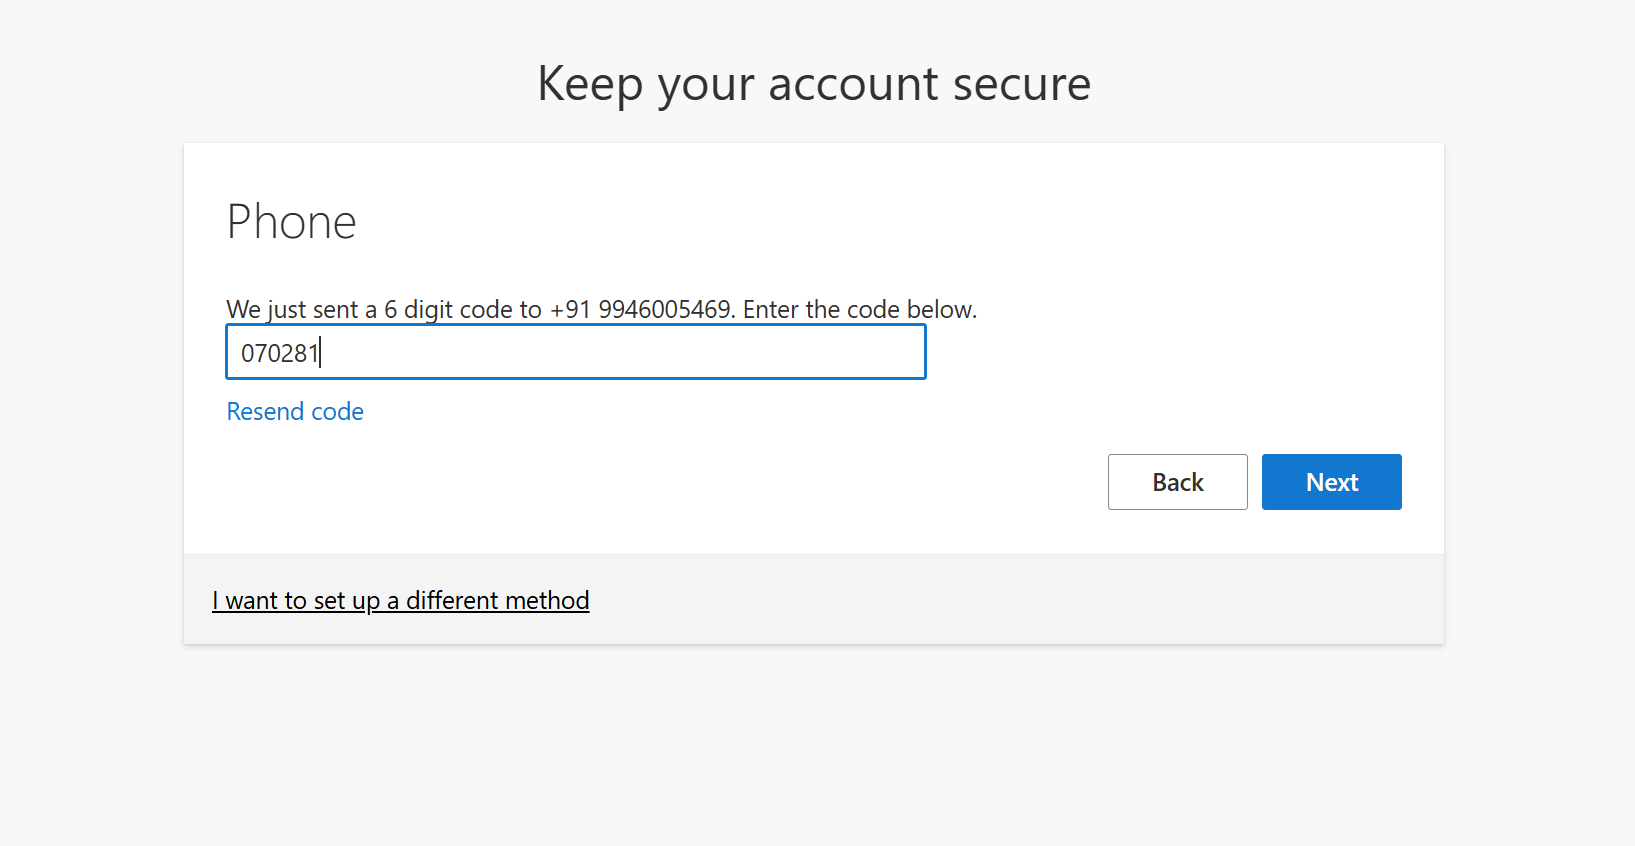 Keep your account secure
Phone
We just sent a 6 digit code to +91 9946005469. Enter the code below.
070281
Resend code
Back
Next
I want to set up a different method